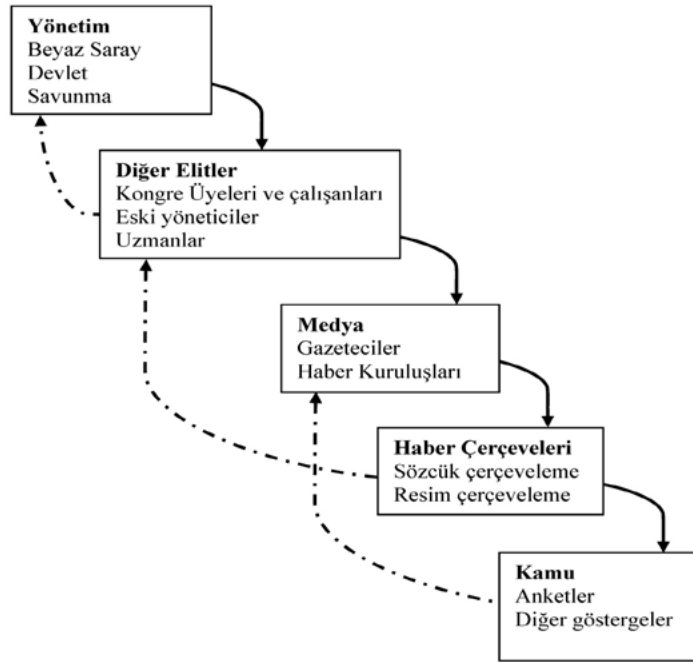 Yönetim
Beyaz Saray
Devlet
Savunma
Diğer Elitler
Kongre Üyeleri ve çalışanları
Eski yöneticiler
Uzmanlar
Medya
Gazeteciler
Haber Kuruluşları
Haber Çerçeveleri
Sözcük çerçeveleme
Resim çerçeveleme
Kamu
Anketler
Diğer göstergeler